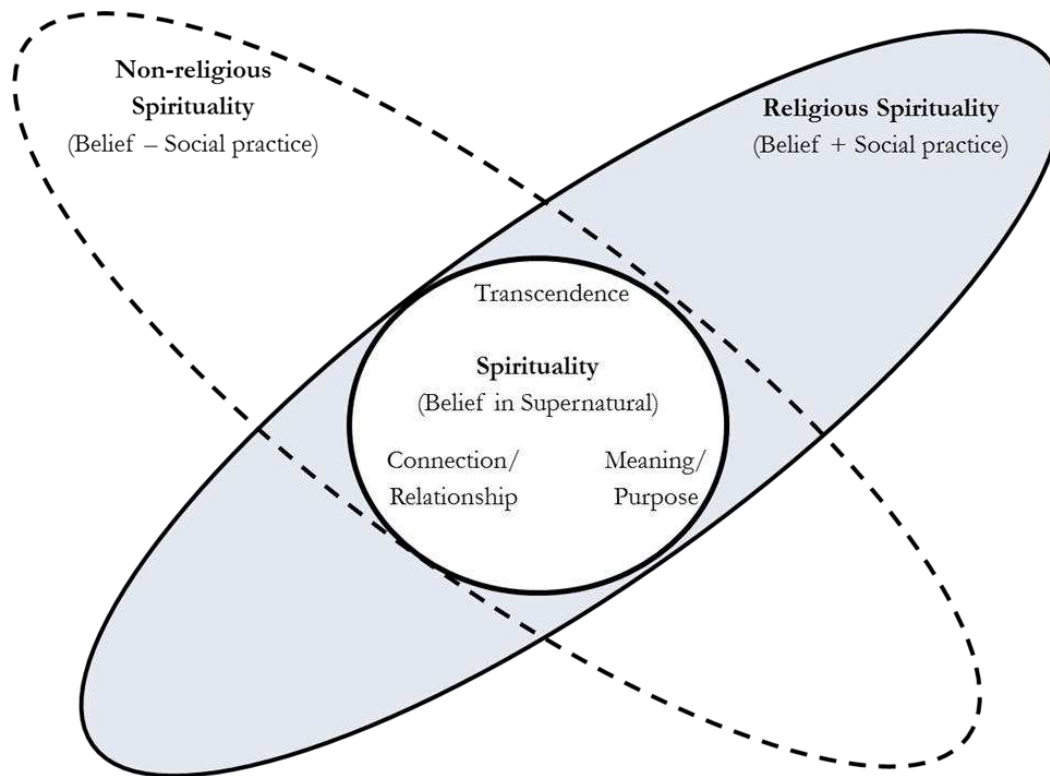 Non-religious
Spirituality
(Belief – Social practice)
Religious Spirituality
(Belief + Social practice)
Transcendence
Spirituality
(Belief in Supernatural)
Connection/
Relationship
Meaning/
Purpose